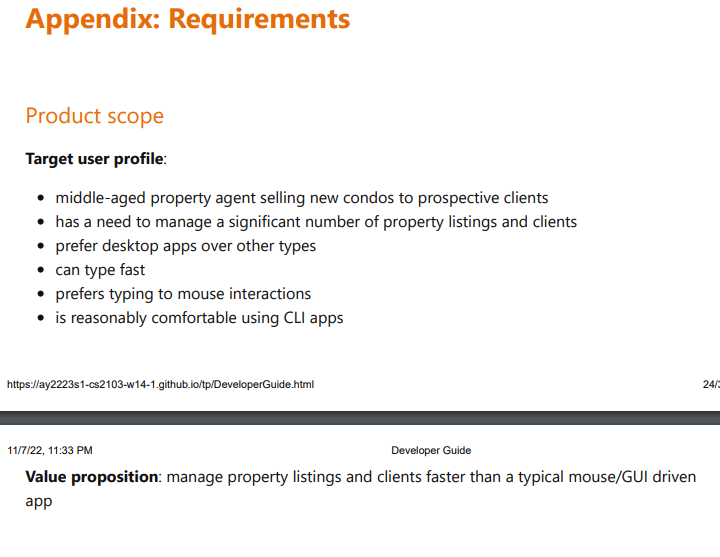 Appendix: Requirements
Product scope
Target user profile:
• middle-aged property agent selling new condos to prospective clients
• has a need to manage a significant number of property listings and clients
• prefer desktop apps over other types
• can type fast
• prefers typing to mouse interactions
• is reasonably comfortable using CLI apps
https://ay2223s1-cs2103-w14-1.github.io/tp/DeveloperGuide.html 24/
11/7/22, 11:33 PM Developer Guide
Value proposition: manage property listings and clients faster than a typical mouse/GUI driven
app